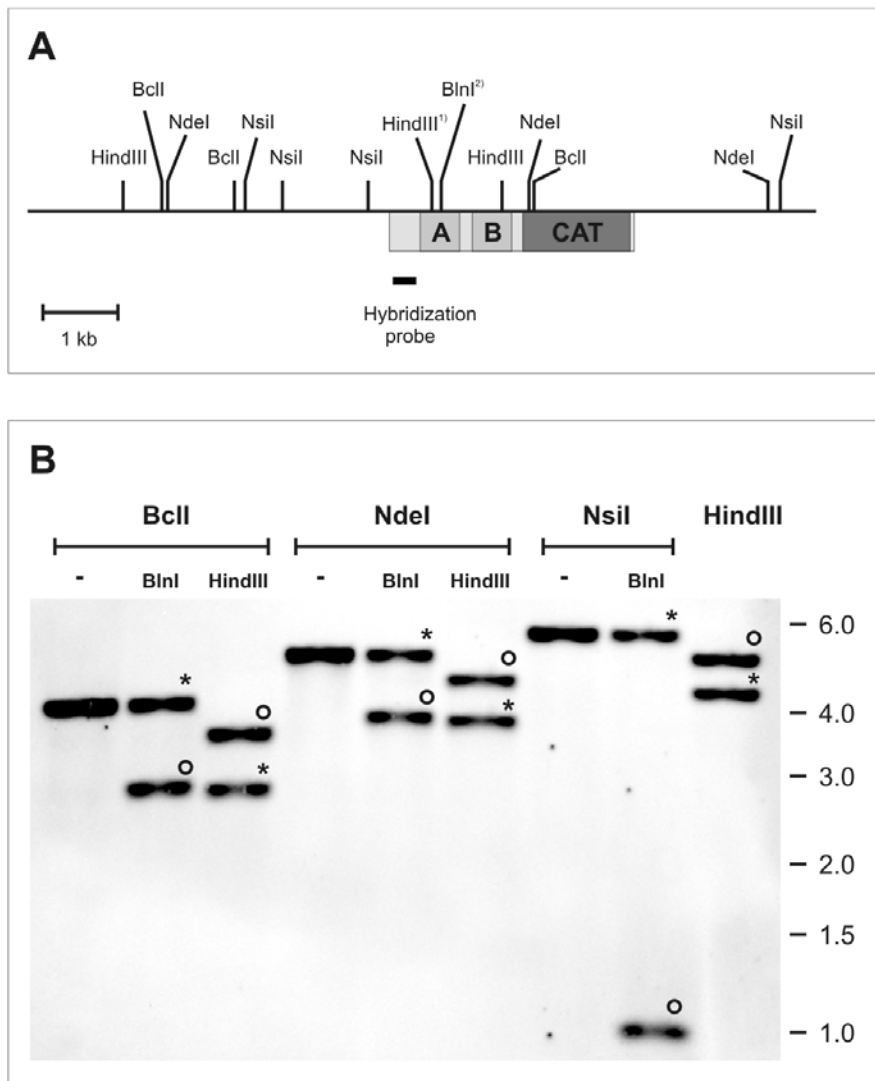 A
BclI
BlnI2)
NdeI
NsiI
HindIII1)
NdeI
NsiI
HindIII
BclI
NsiI
NsiI
HindIII
BclI
NdeI
A B CAT
1 kb
Hybridization
probe
B
BclI NdeI NsiI HindIII
- BlnI HindIII - BlnI HindIII - BlnI
* * * o
o o *
o *
* o
6.0
4.0
3.0
2.0
1.5
1.0